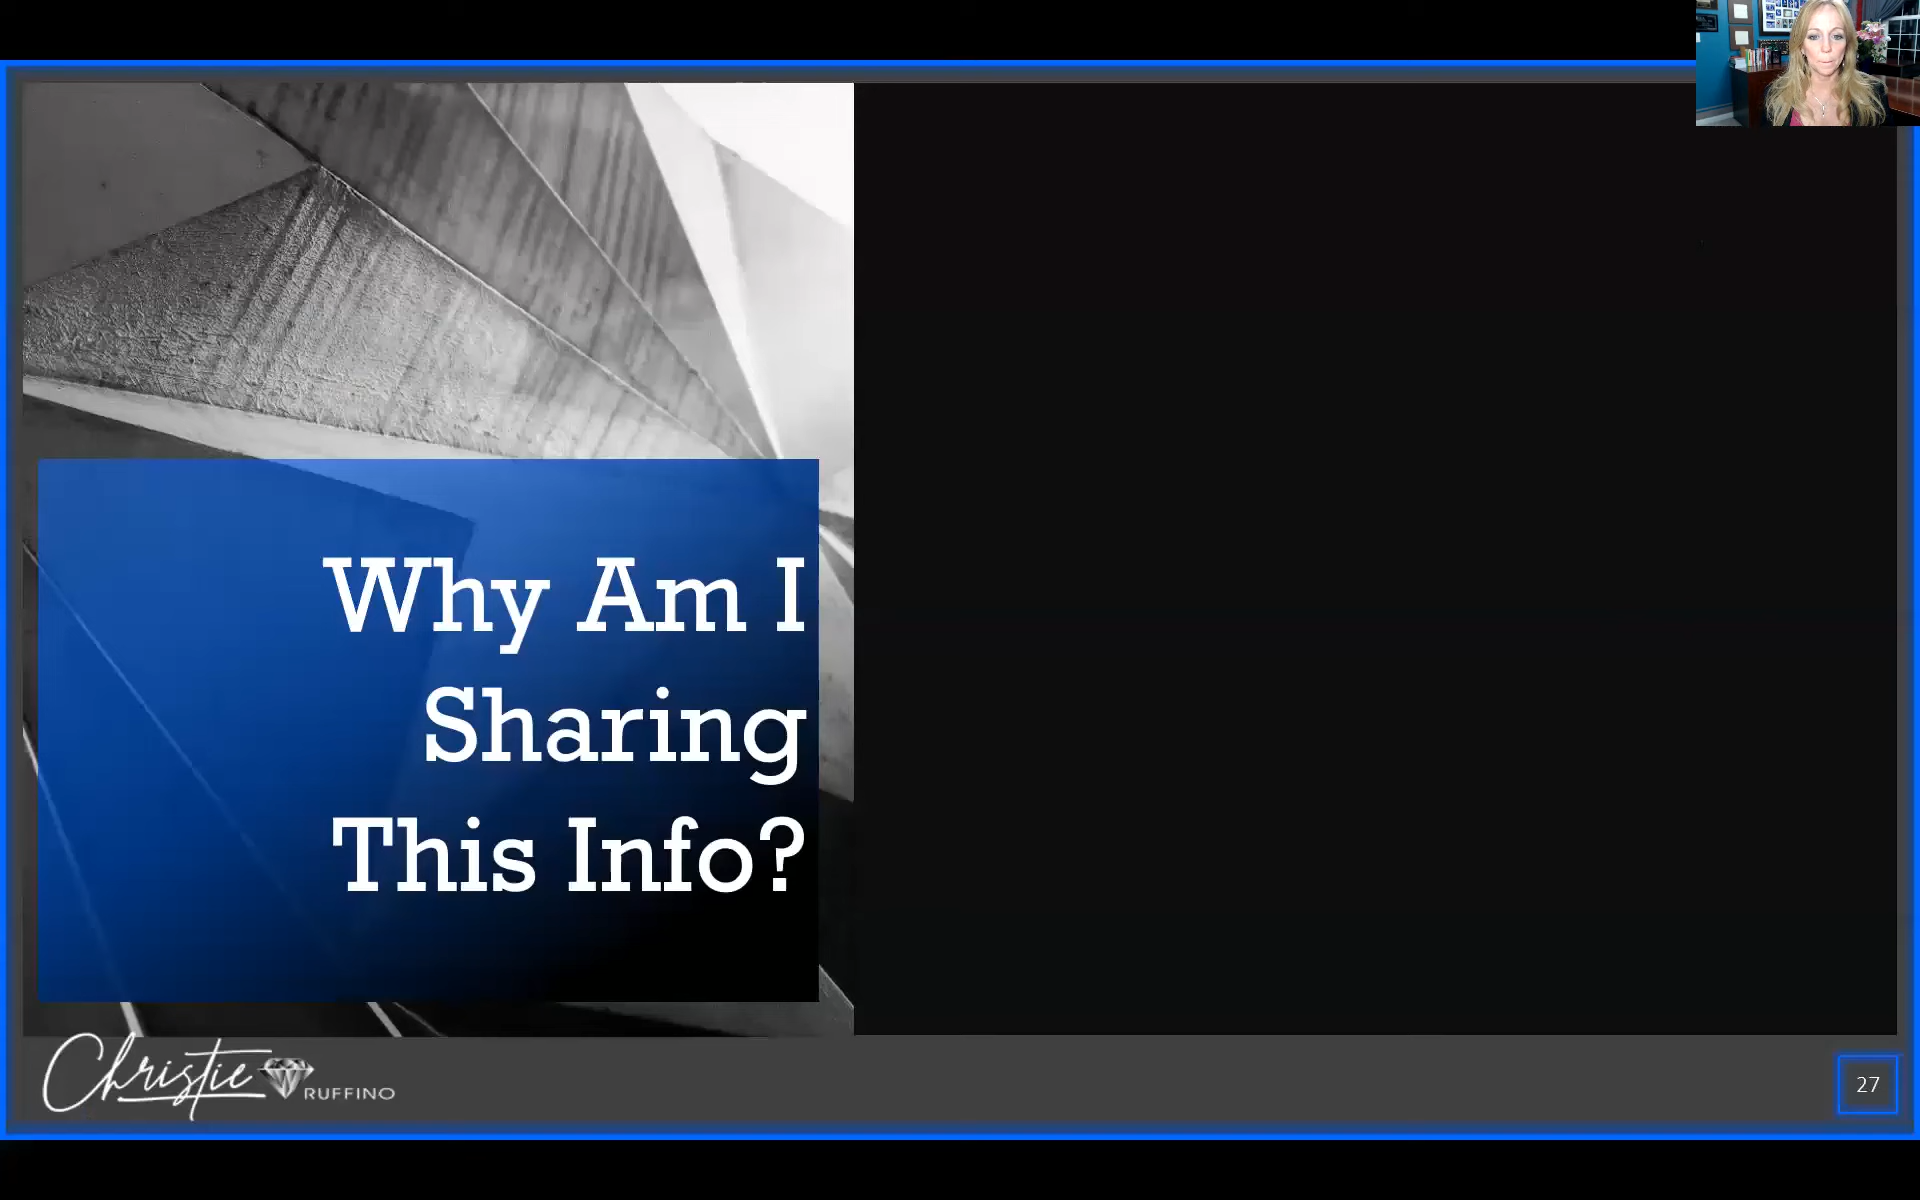 Why Am I
Sharing
This Info?
Christie
RUFFINO
27